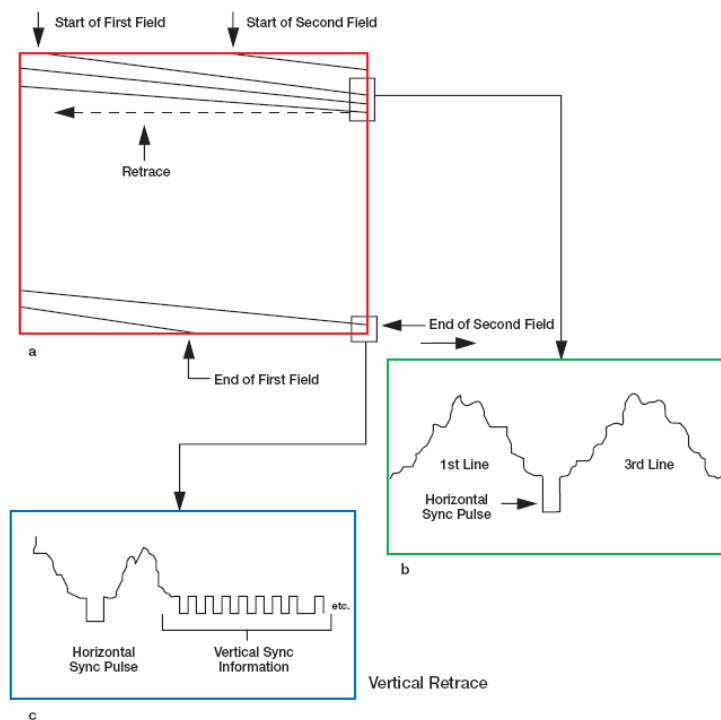 Start of First Field
Start of Second Field
Retrace
End of Second Field
a
End of First Field
1st Line
3rd Line
Horizontal
Sync Pulse
b
etc.
Horizontal
Sync Pulse
Vertical Sync
Information
Vertical Retrace
c